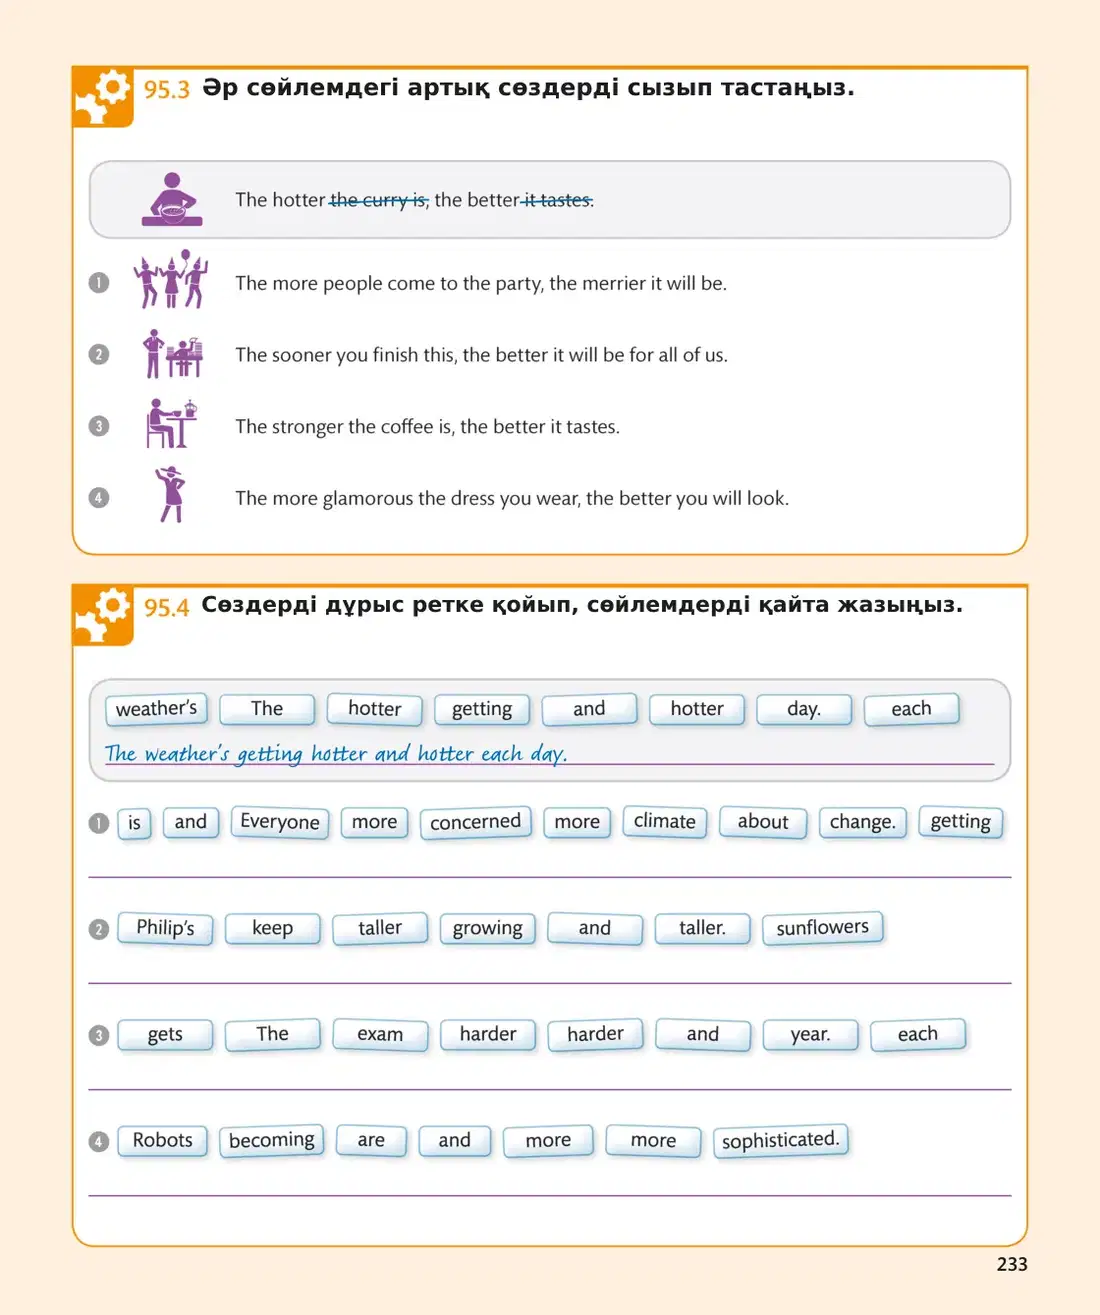 95.3 Әр сөйлемдегі артық сөздерді сызып тастаңыз.
The hotter the curry is, the better it tastes.
1 The more people come to the party, the merrier it will be.
2 The sooner you finish this, the better it will be for all of us.
3 The stronger the coffee is, the better it tastes.
4 The more glamorous the dress you wear, the better you will look.
95.4 Сөздерді дұрыс ретке қойып, сөйлемдерді қайта жазыңыз.
weather's The hotter getting and hotter day. each
The weather's getting hotter and hotter each day.
1 is and Everyone more concerned more climate about change. getting
2 Philip's keep taller growing and taller. sunflowers
3 gets The exam harder harder and year. each
4 Robots becoming are and more more sophisticated.
233